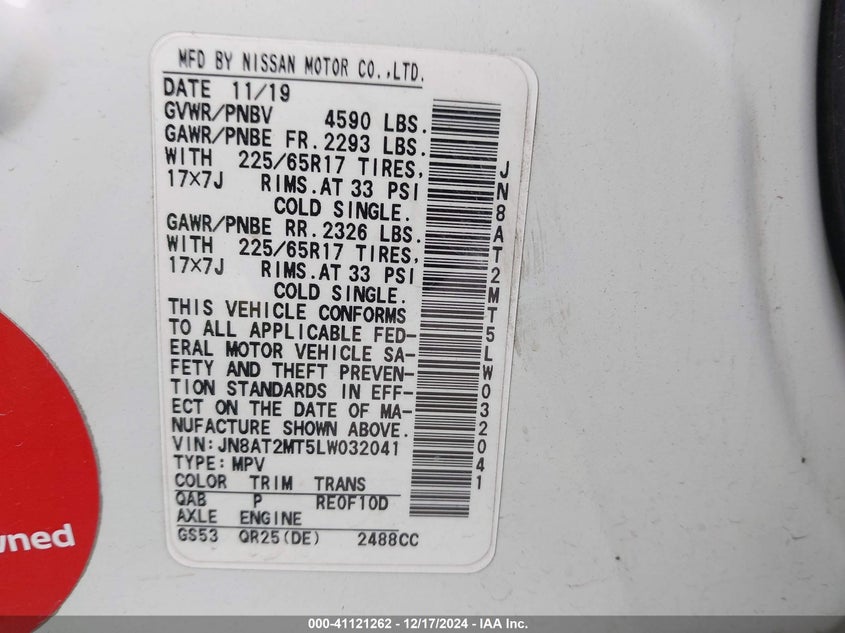 MFD BY NISSAN MOTOR CO.,LTD.
DATE 11/19
GVWR/PNBV 4590 LBS.
GAWR/PNBE FR. 2293 LBS.
WITH 225/65R17 TIRES,
17×7J RIMS.AT 33 PSI
COLD SINGLE.
GAWR/PNBE RR. 2326 LBS.
WITH 225/65R17 TIRES,
17×7J RIMS.AT 33 PSI
COLD SINGLE.
THIS VEHICLE CONFORMS
TO ALL APPLICABLE FED-
ERAL MOTOR VEHICLE SA-
FETY AND THEFT PREVEN-
TION STANDARDS IN EFF-
ECT ON THE DATE OF MA-
NUFACTURE SHOWN ABOVE.
VIN:JN8AT2MT5LW032041
TYPE:MPV
COLOR TRIM TRANS
QAB P RE0F10D
AXLE ENGINE
GS53 QR25(DE) 2488CC
JN8AT2MT5LW032041
wned
000-41121262 - 12/17/2024 - IAA Inc.